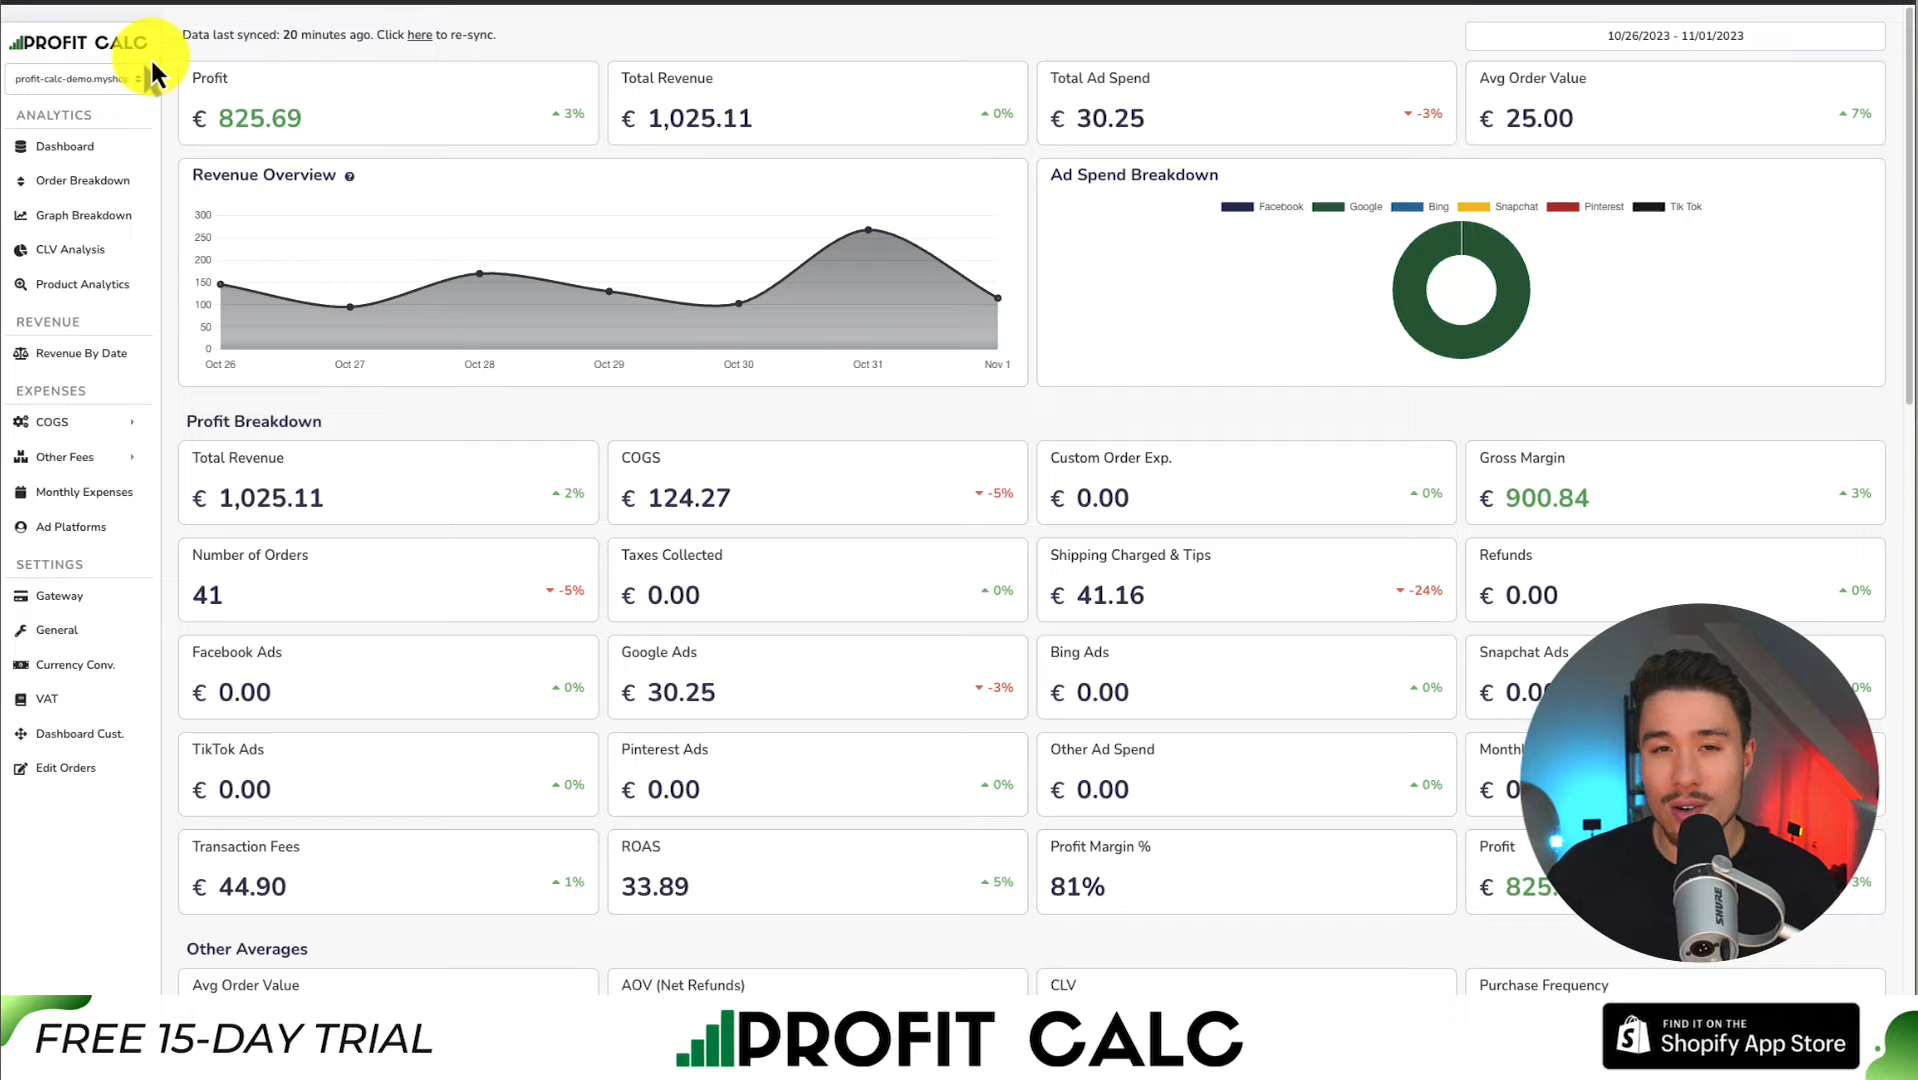 PROFIT CALC
Data last synced: 20 minutes ago. Click here to re-sync.
10/26/2023 - 11/01/2023
profit-calc-demo.mysho
ANALYTICS
Dashboard
Order Breakdown
Graph Breakdown
CLV Analysis
Product Analytics
REVENUE
Revenue By Date
EXPENSES
COGS
Other Fees
Monthly Expenses
Ad Platforms
SETTINGS
Gateway
General
Currency Conv.
VAT
Dashboard Cust.
Edit Orders
Profit
€ 825.69
3%
Total Revenue
€ 1,025.11
0%
Total Ad Spend
€ 30.25
-3%
Avg Order Value
€ 25.00
7%
Revenue Overview
300
250
200
150
100
50
0
Oct 26 Oct 27 Oct 28 Oct 29 Oct 30 Oct 31 Nov 1
Ad Spend Breakdown
Facebook Google Bing Snapchat Pinterest Tik Tok
Profit Breakdown
Total Revenue
€ 1,025.11
2%
COGS
€ 124.27
-5%
Custom Order Exp.
€ 0.00
0%
Gross Margin
€ 900.84
3%
Number of Orders
41
-5%
Taxes Collected
€ 0.00
0%
Shipping Charged & Tips
€ 41.16
-24%
Refunds
€ 0.00
0%
Facebook Ads
€ 0.00
0%
Google Ads
€ 30.25
-3%
Bing Ads
€ 0.00
0%
Snapchat Ads
€ 0.00
0%
TikTok Ads
€ 0.00
0%
Pinterest Ads
€ 0.00
0%
Other Ad Spend
€ 0.00
0%
Month
€ 0
Transaction Fees
€ 44.90
1%
ROAS
33.89
5%
Profit Margin %
81%
Profit
€ 825.
3%
Other Averages
Avg Order Value
AOV (Net Refunds)
CLV
Purchase Frequency
SHURE
FREE 15-DAY TRIAL
PROFIT CALC
FIND IT ON THE
Shopify App Store